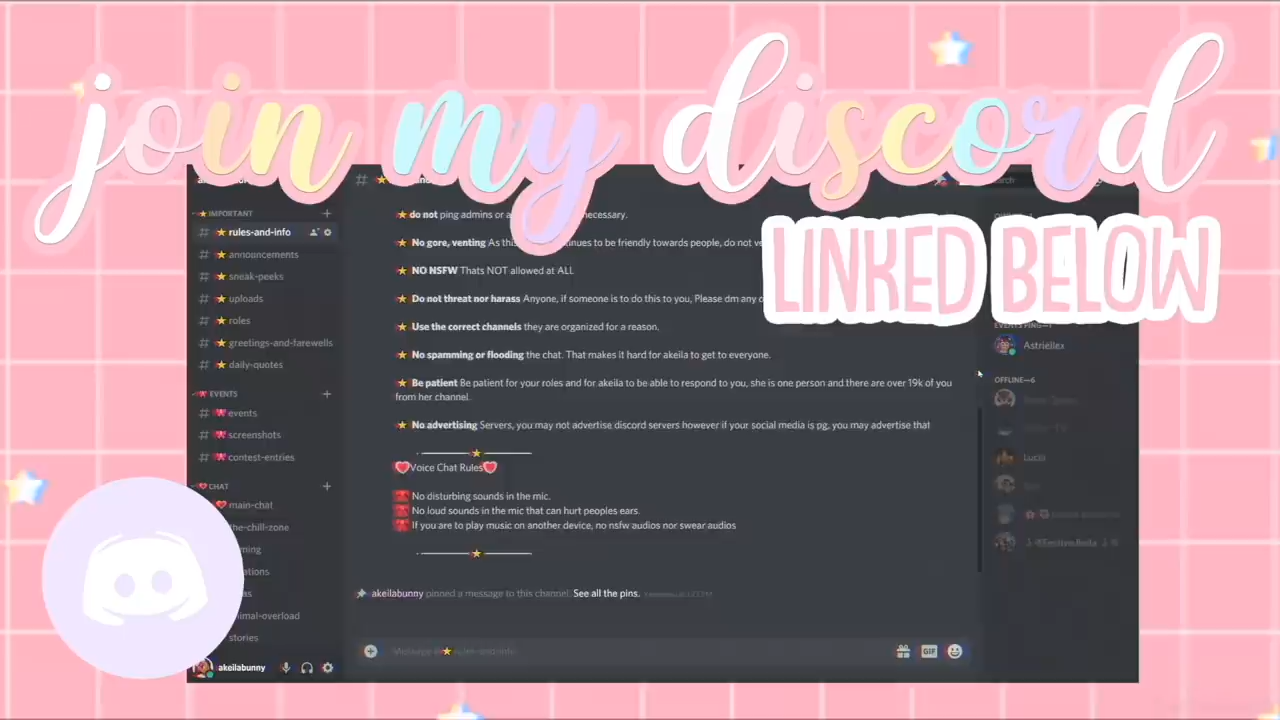 join my discord
LINKED BELOW
IMPORTANT
# rules-and-info
# announcements
# sneak-peeks
# uploads
# roles
# greetings-and-farewells
# daily-quotes
EVENTS
# events
# screenshots
# contest-entries
CHAT
main-chat
the-chill-zone
stories
akeilabunny
do not ping admins or
No gore, venting As this
to be friendly towards people, do not
NO NSFW Thats NOT allowed at ALL
Do not threat nor harass Anyone, if someone is to do this to you, Please dm any
Use the correct channels they are organized for a reason.
No spamming or flooding the chat. That makes it hard for akeila to get to everyone.
Be patient Be patient for your roles and for akeila to be able to respond to you, she is one person and there are over 19k of you
from her channel.
No advertising Servers, you may not advertise discord servers however if your social media is pg, you may advertise that
Voice Chat Rules
No disturbing sounds in the mic.
No loud sounds in the mic that can hurt peoples ears.
If you are to play music on another device, no nsfw audios nor swear audios
akeilabunny pinned a message to this channel. See all the pins.
Message # rules-and-info
GIF
Astriellex
OFFLINE—6
Lucia